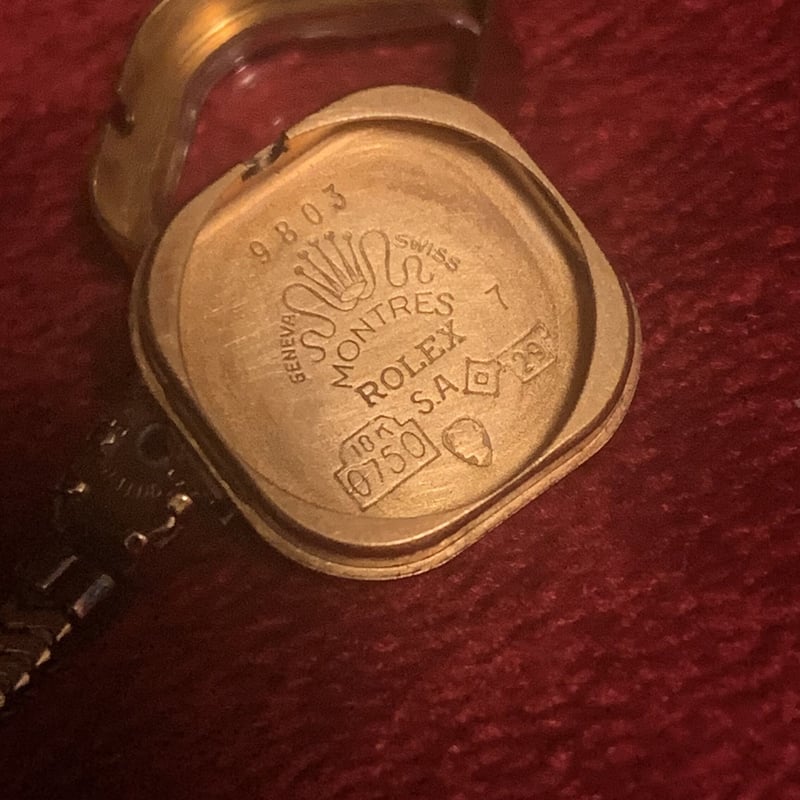 9803
GENEVA
SWISS
MONTRES
ROLEX
S.A
7
18K
0750